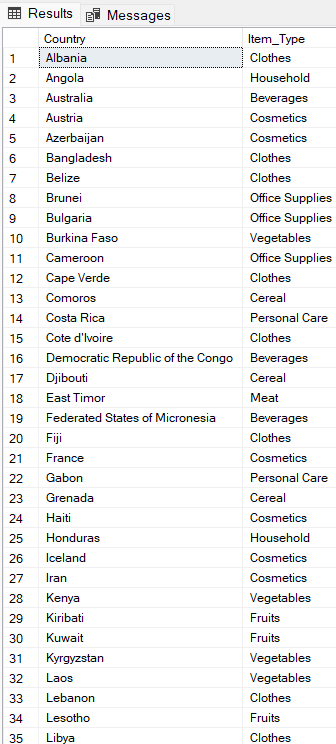 Results Messages
Country Item_Type
1 Albania Clothes
2 Angola Household
3 Australia Beverages
4 Austria Cosmetics
5 Azerbaijan Cosmetics
6 Bangladesh Clothes
7 Belize Clothes
8 Brunei Office Supplies
9 Bulgaria Office Supplies
10 Burkina Faso Vegetables
11 Cameroon Office Supplies
12 Cape Verde Clothes
13 Comoros Cereal
14 Costa Rica Personal Care
15 Cote d'Ivoire Clothes
16 Democratic Republic of the Congo Beverages
17 Djibouti Cereal
18 East Timor Meat
19 Federated States of Micronesia Beverages
20 Fiji Clothes
21 France Cosmetics
22 Gabon Personal Care
23 Grenada Cereal
24 Haiti Cosmetics
25 Honduras Household
26 Iceland Cosmetics
27 Iran Cosmetics
28 Kenya Vegetables
29 Kiribati Fruits
30 Kuwait Fruits
31 Kyrgyzstan Vegetables
32 Laos Vegetables
33 Lebanon Clothes
34 Lesotho Fruits
35 Libya Clothes